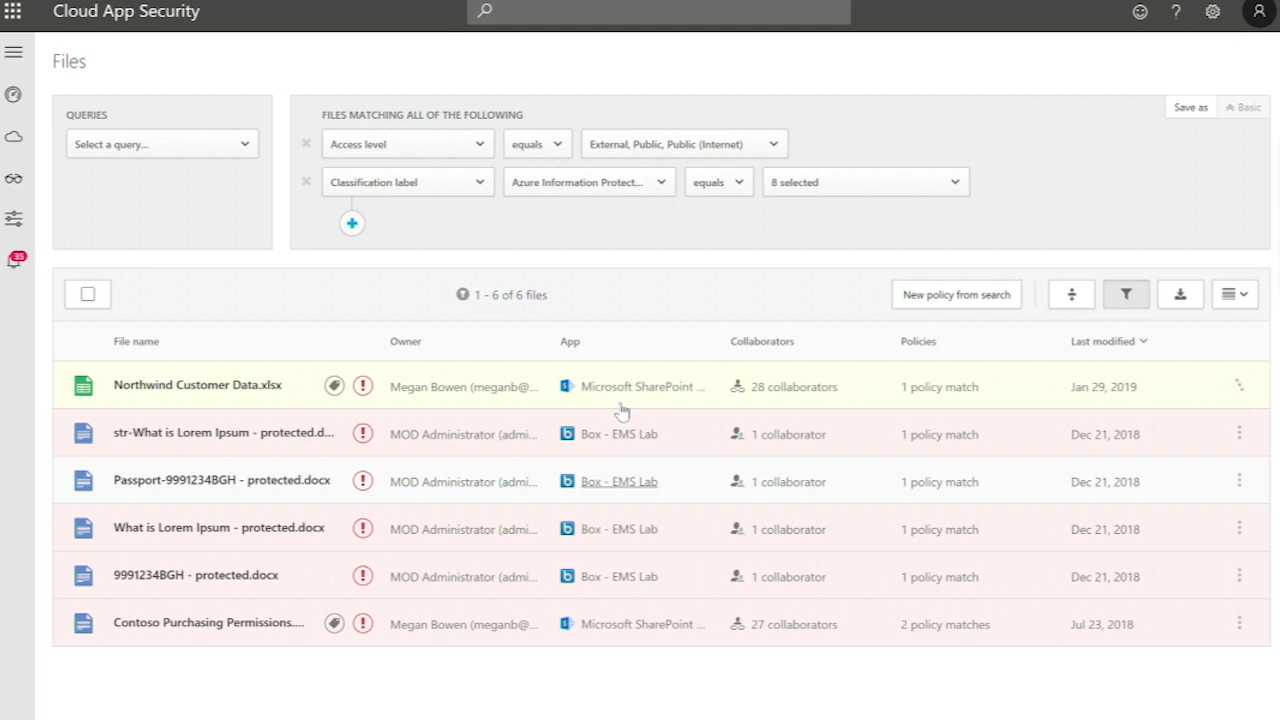 Cloud App Security
Files
QUERIES
Select a query...
FILES MATCHING ALL OF THE FOLLOWING
Save as
Basic
Access level
equals
External, Public, Public (Internet)
Classification label
Azure Information Protect...
equals
8 selected
35
1 - 6 of 6 files
New policy from search
File name Owner App Collaborators Policies Last modified
Northwind Customer Data.xlsx Megan Bowen (meganb@... Microsoft SharePoint ... 28 collaborators 1 policy match Jan 29, 2019
str-What is Lorem Ipsum - protected.d... MOD Administrator (admi... Box - EMS Lab 1 collaborator 1 policy match Dec 21, 2018
Passport-9991234BGH - protected.docx MOD Administrator (admi... Box - EMS Lab 1 collaborator 1 policy match Dec 21, 2018
What is Lorem Ipsum - protected.docx MOD Administrator (admi... Box - EMS Lab 1 collaborator 1 policy match Dec 21, 2018
9991234BGH - protected.docx MOD Administrator (admi... Box - EMS Lab 1 collaborator 1 policy match Dec 21, 2018
Contoso Purchasing Permissions.... Megan Bowen (meganb@... Microsoft SharePoint ... 27 collaborators 2 policy matches Jul 23, 2018